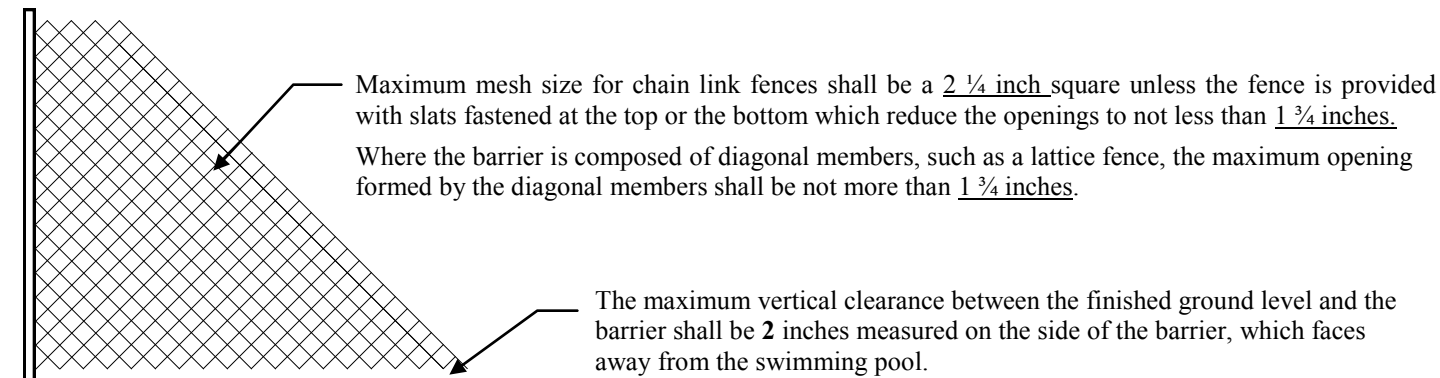 Maximum mesh size for chain link fences shall be a 2 ¼ inch square unless the fence is provided
with slats fastened at the top or the bottom which reduce the openings to not less than 1 ¾ inches.
Where the barrier is composed of diagonal members, such as a lattice fence, the maximum opening
formed by the diagonal members shall be not more than 1 ¾ inches.
The maximum vertical clearance between the finished ground level and the
barrier shall be 2 inches measured on the side of the barrier, which faces
away from the swimming pool.